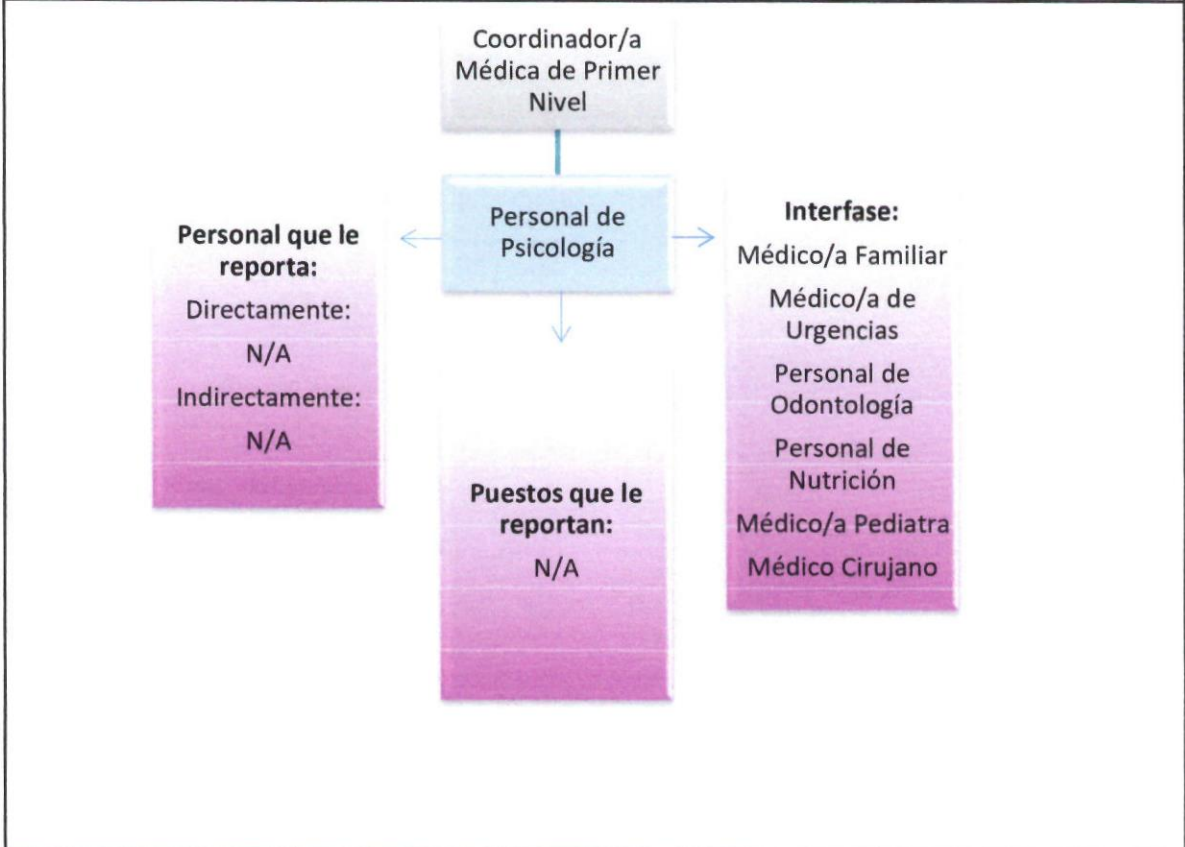 Coordinador/a
Médica de Primer
Nivel
Personal de
Psicología
Personal que le
reporta:
Directamente:
N/A
Indirectamente:
N/A
Puestos que le
reportan:
N/A
Interfase:
Médico/a Familiar
Médico/a de
Urgencias
Personal de
Odontología
Personal de
Nutrición
Médico/a Pediatra
Médico Cirujano